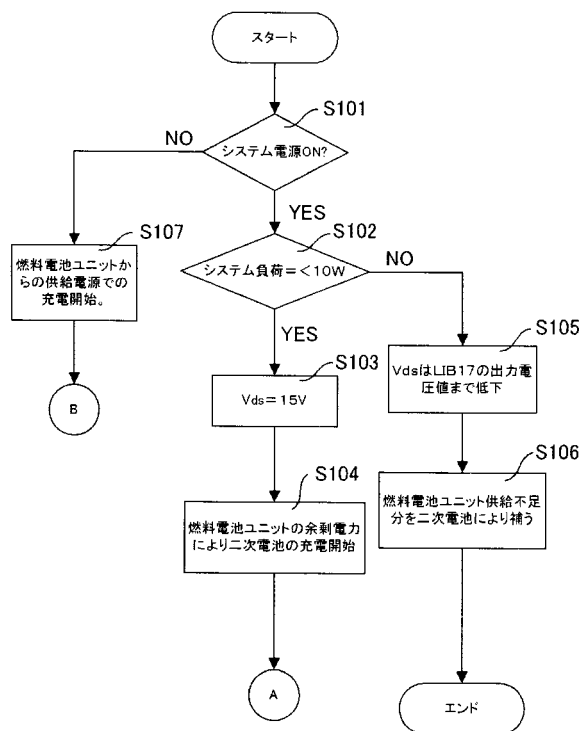 スタート
S101
システム電源ON?
NO
YES
S107
燃料電池ユニットか
らの供給電源での
充電開始。
B
S102
システム負荷=<10W
NO
YES
S103
Vds=15V
S104
燃料電池ユニットの余剰電力
により二次電池の充電開始
A
S105
VdsはLIB17の出力電
圧値まで低下
S106
燃料電池ユニット供給不足
分を二次電池により補う
エンド